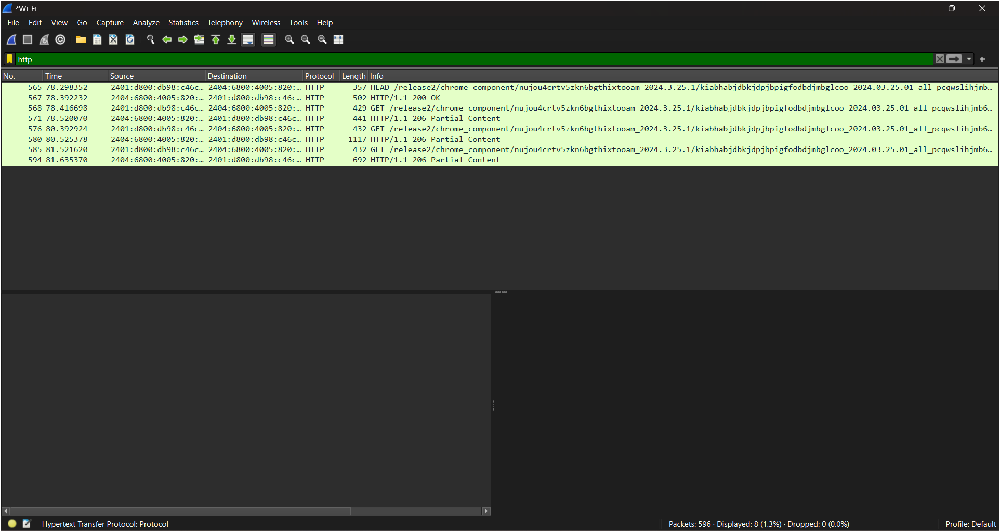 *Wi-Fi
File Edit View Go Capture Analyze Statistics Telephony Wireless Tools Help
http
No. Time Source Destination Protocol Length Info
565 78.298352 2401:d800:db98:c46c… 2404:6800:4005:820:… HTTP 357 HEAD /release2/chrome_component/nujou4crtv5zkn6bgthixtooam_2024.3.25.1/kiabhabjdbkjdpjbpigfodbdjmbglcoo_2024.03.25.01_all_pcqwslihjmb…
567 78.392232 2404:6800:4005:820:… 2401:d800:db98:c46c… HTTP 502 HTTP/1.1 200 OK
568 78.416698 2401:d800:db98:c46c… 2404:6800:4005:820:… HTTP 429 GET /release2/chrome_component/nujou4crtv5zkn6bgthixtooam_2024.3.25.1/kiabhabjdbkjdpjbpigfodbdjmbglcoo_2024.03.25.01_all_pcqwslihjmb6…
571 78.520070 2404:6800:4005:820:… 2401:d800:db98:c46c… HTTP 441 HTTP/1.1 206 Partial Content
576 80.392924 2401:d800:db98:c46c… 2404:6800:4005:820:… HTTP 432 GET /release2/chrome_component/nujou4crtv5zkn6bgthixtooam_2024.3.25.1/kiabhabjdbkjdpjbpigfodbdjmbglcoo_2024.03.25.01_all_pcqwslihjmb6…
580 80.525378 2404:6800:4005:820:… 2401:d800:db98:c46c… HTTP 1117 HTTP/1.1 206 Partial Content
585 81.521620 2401:d800:db98:c46c… 2404:6800:4005:820:… HTTP 432 GET /release2/chrome_component/nujou4crtv5zkn6bgthixtooam_2024.3.25.1/kiabhabjdbkjdpjbpigfodbdjmbglcoo_2024.03.25.01_all_pcqwslihjmb6…
594 81.635370 2404:6800:4005:820:… 2401:d800:db98:c46c… HTTP 692 HTTP/1.1 206 Partial Content
Hypertext Transfer Protocol: Protocol Packets: 596 · Displayed: 8 (1.3%) · Dropped: 0 (0.0%) Profile: Default